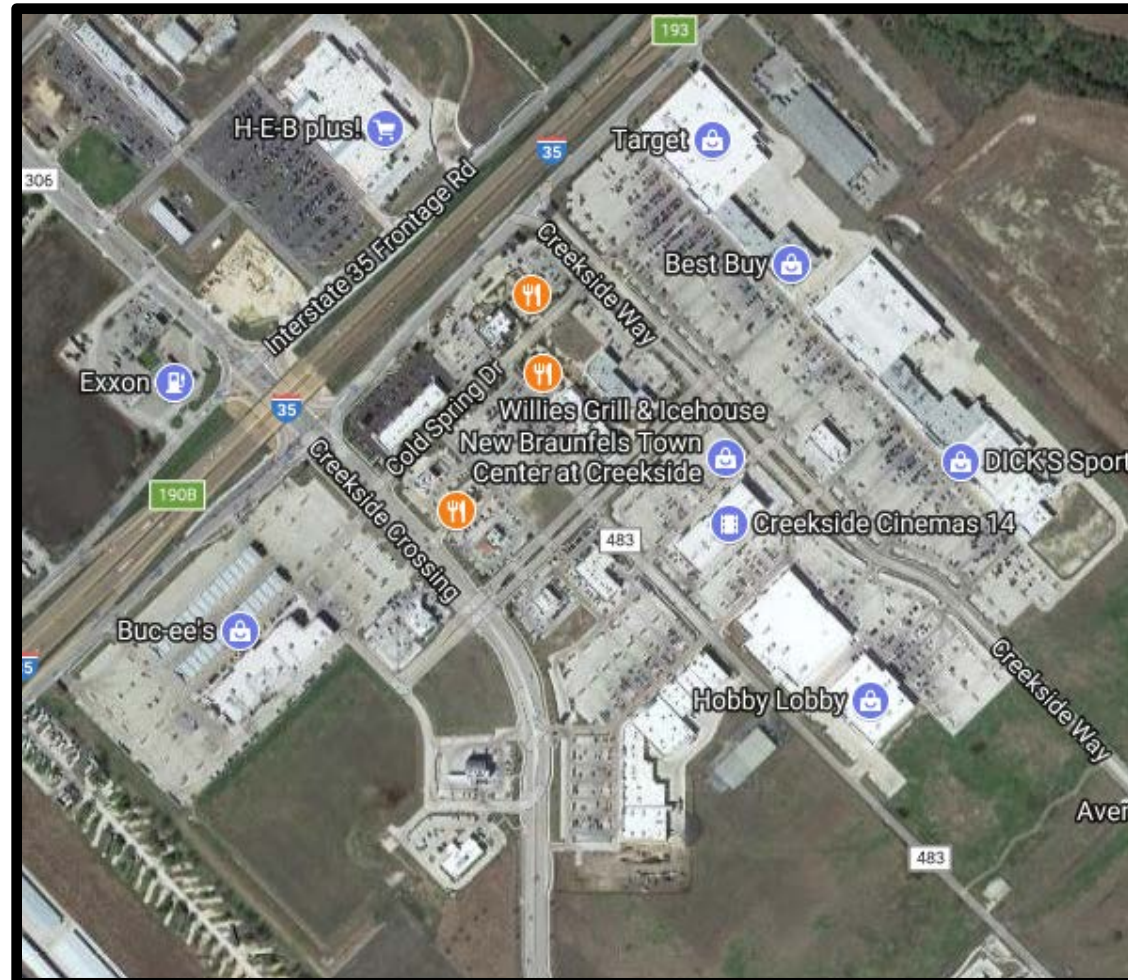 193
H-E-B plus!
Target
35
306
Interstate 35 Frontage Rd
Creekside Way
Best Buy
Exxon
Cold Spring Dr
35
Willies Grill & Icehouse
New Braunfels Town
Center at Creekside
DICK'S Sport
190B
Creekside Crossing
Creekside Cinemas 14
483
Buc-ee's
35
Hobby Lobby
Creekside Way
Aver
483